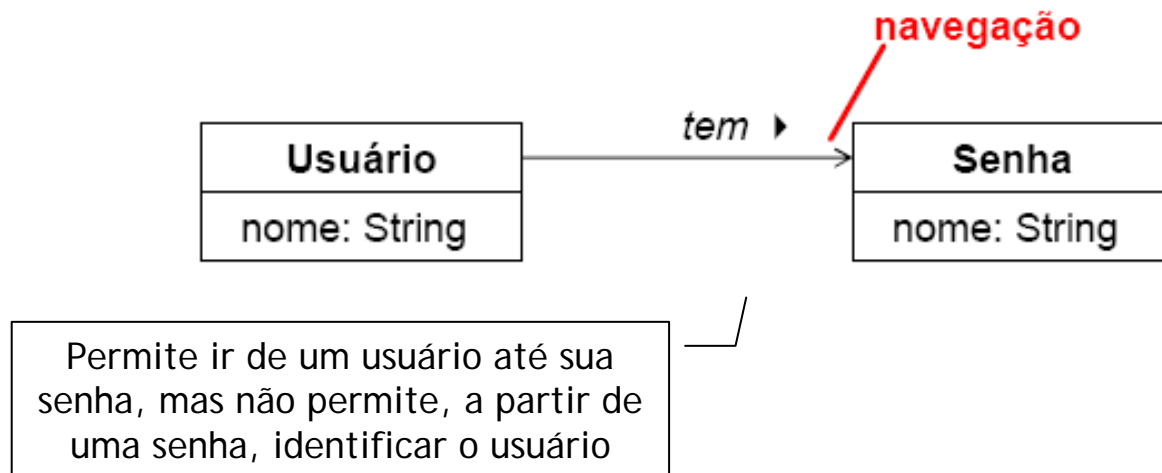 navegação
tem
Usuário
Senha
nome: String
nome: String
Permite ir de um usuário até sua
senha, mas não permite, a partir de
uma senha, identificar o usuário